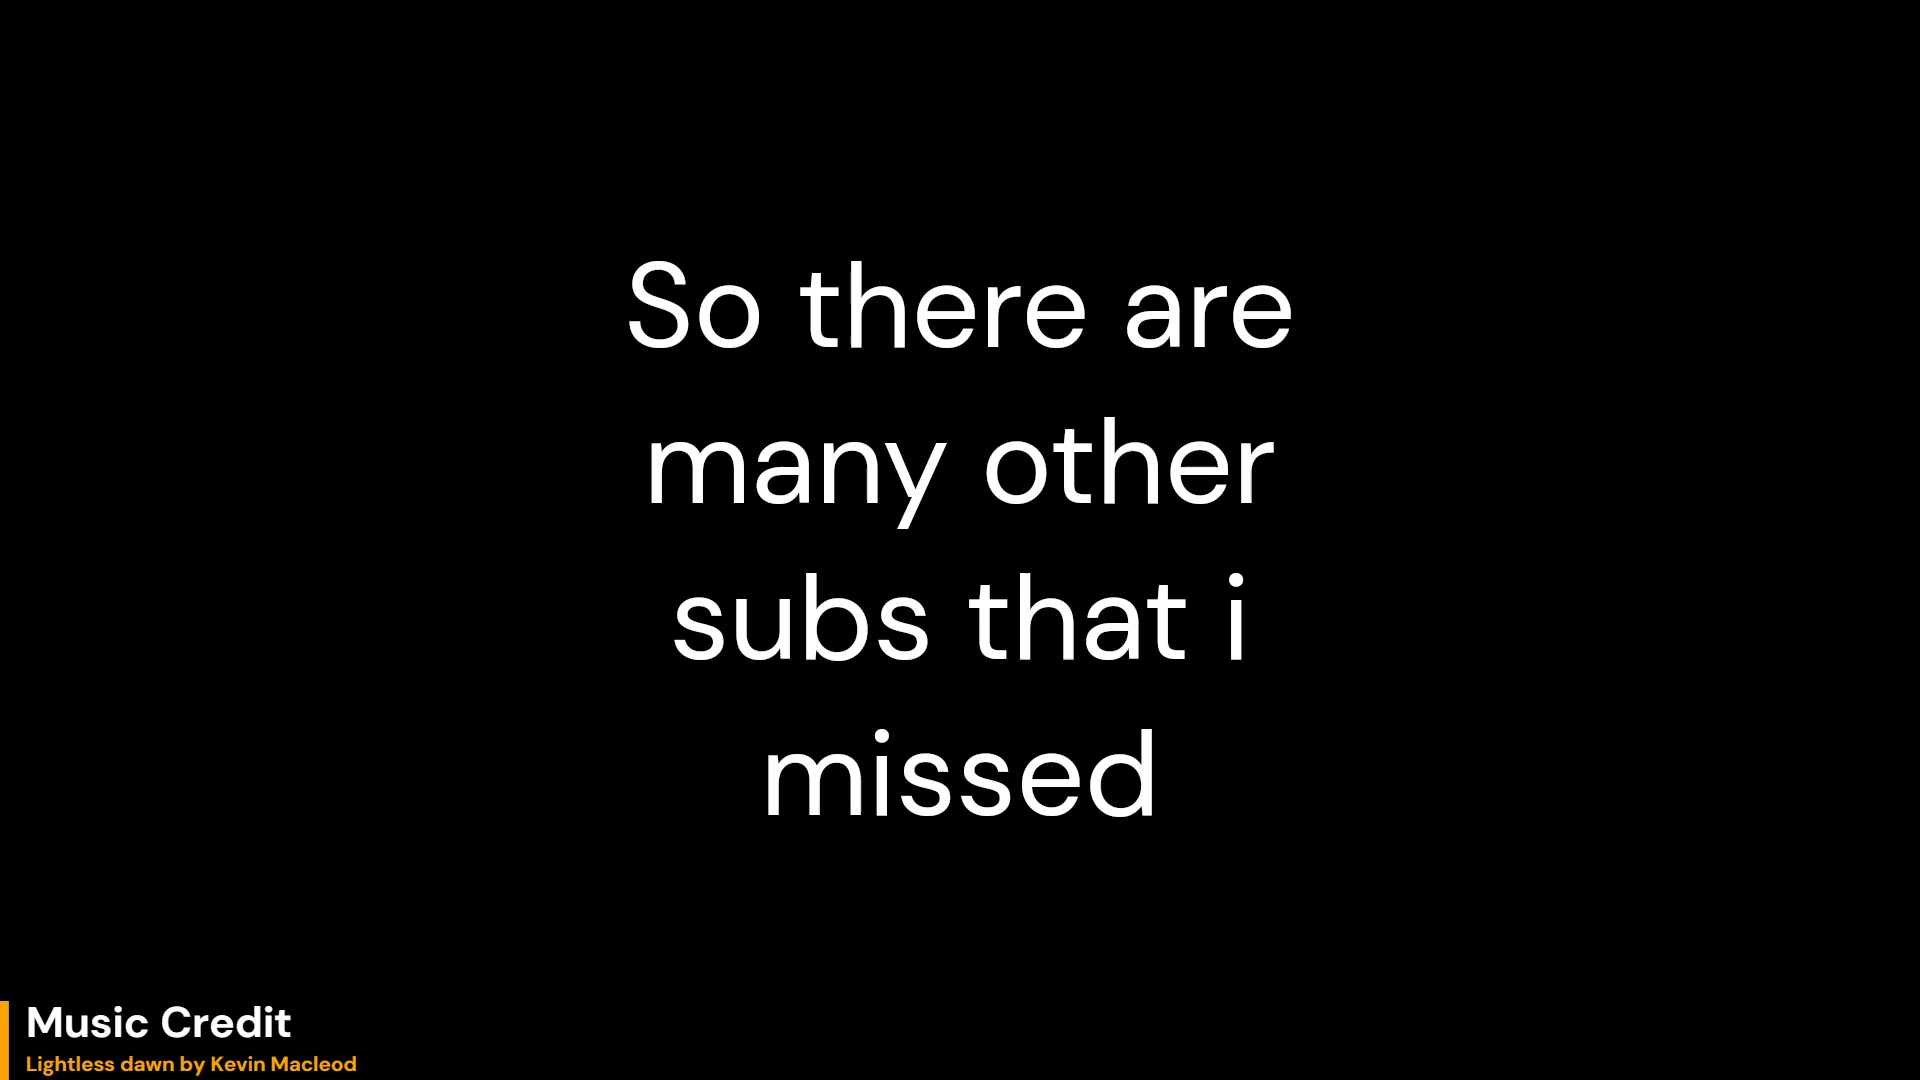 So there are
many other
subs that i
missed
Music Credit
Lightless dawn by Kevin Macleod